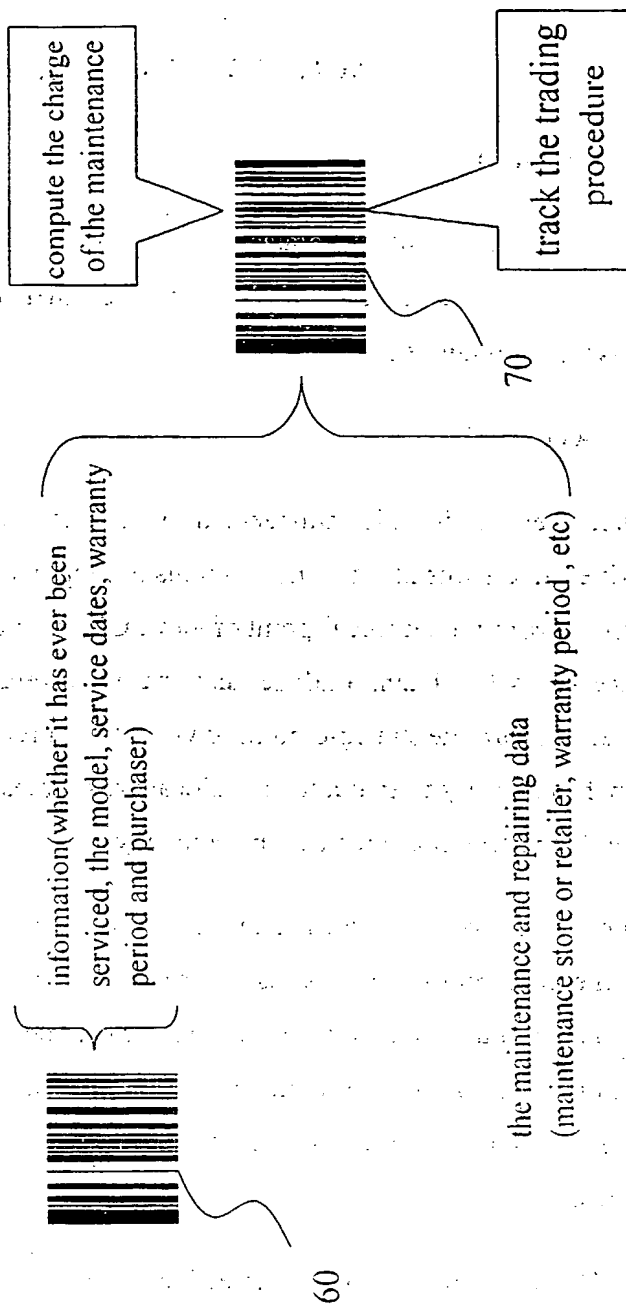 60
information(whether it has ever been
serviced, the model, service dates, warranty
period and purchaser)
the maintenance and repairing data
(maintenance store or retailer, warranty period , etc)
70
compute the charge
of the maintenance
track the trading
procedure